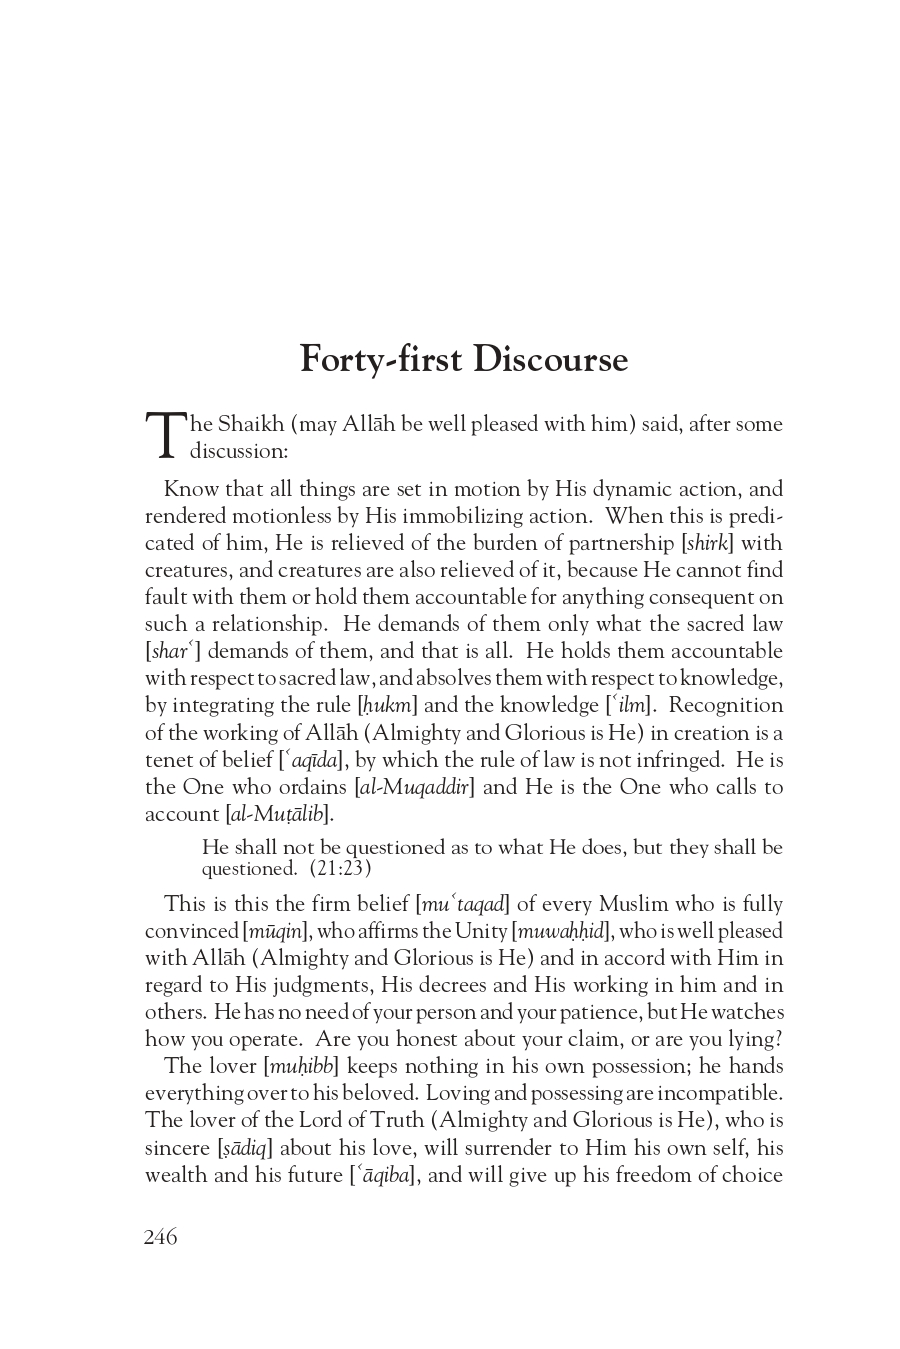 Forty-first Discourse
The Shaikh (may Allāh be well pleased with him) said, after some
discussion:
Know that all things are set in motion by His dynamic action, and
rendered motionless by His immobilizing action. When this is predi-
cated of him, He is relieved of the burden of partnership [shirk] with
creatures, and creatures are also relieved of it, because He cannot find
fault with them or hold them accountable for anything consequent on
such a relationship. He demands of them only what the sacred law
[sharʿ] demands of them, and that is all. He holds them accountable
with respect to sacred law, and absolves them with respect to knowledge,
by integrating the rule [ḥukm] and the knowledge [ʿilm]. Recognition
of the working of Allāh (Almighty and Glorious is He) in creation is a
tenet of belief [ʿaqīda], by which the rule of law is not infringed. He is
the One who ordains [al-Muqaddir] and He is the One who calls to
account [al-Muṭālib].
He shall not be questioned as to what He does, but they shall be
questioned. (21:23)
This is this the firm belief [muʿtaqad] of every Muslim who is fully
convinced [mūqin], who affirms the Unity [muwaḥḥid], who is well pleased
with Allāh (Almighty and Glorious is He) and in accord with Him in
regard to His judgments, His decrees and His working in him and in
others. He has no need of your person and your patience, but He watches
how you operate. Are you honest about your claim, or are you lying?
The lover [muḥibb] keeps nothing in his own possession; he hands
everything over to his beloved. Loving and possessing are incompatible.
The lover of the Lord of Truth (Almighty and Glorious is He), who is
sincere [ṣādiq] about his love, will surrender to Him his own self, his
wealth and his future [ʿāqiba], and will give up his freedom of choice
246